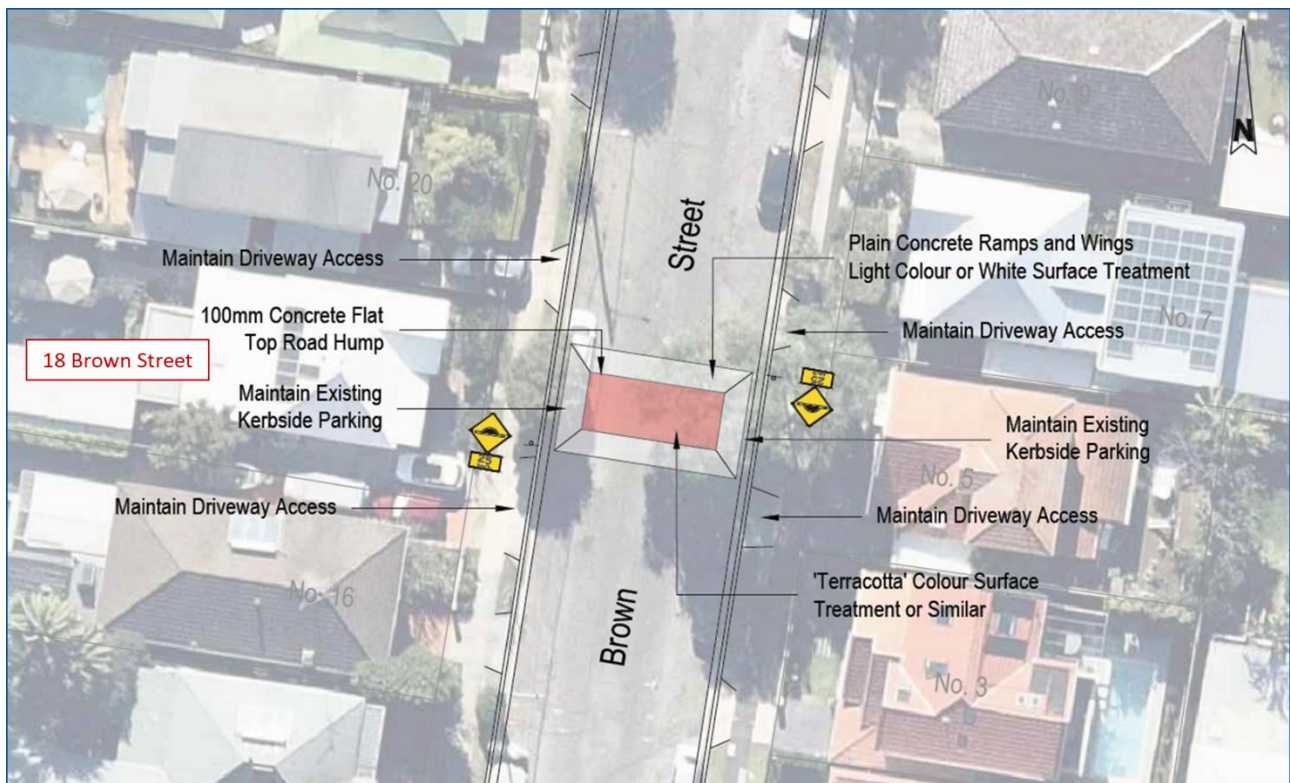 No. 9
N
No. 20
Maintain Driveway Access
Street
Plain Concrete Ramps and Wings
Light Colour or White Surface Treatment
100mm Concrete Flat
Top Road Hump
Maintain Driveway Access
No. 7
18 Brown Street
Maintain Existing
Kerbside Parking
25
25
Maintain Existing
Kerbside Parking
No. 5
Maintain Driveway Access
Maintain Driveway Access
'Terracotta' Colour Surface
Treatment or Similar
No. 16
Brown
No. 3